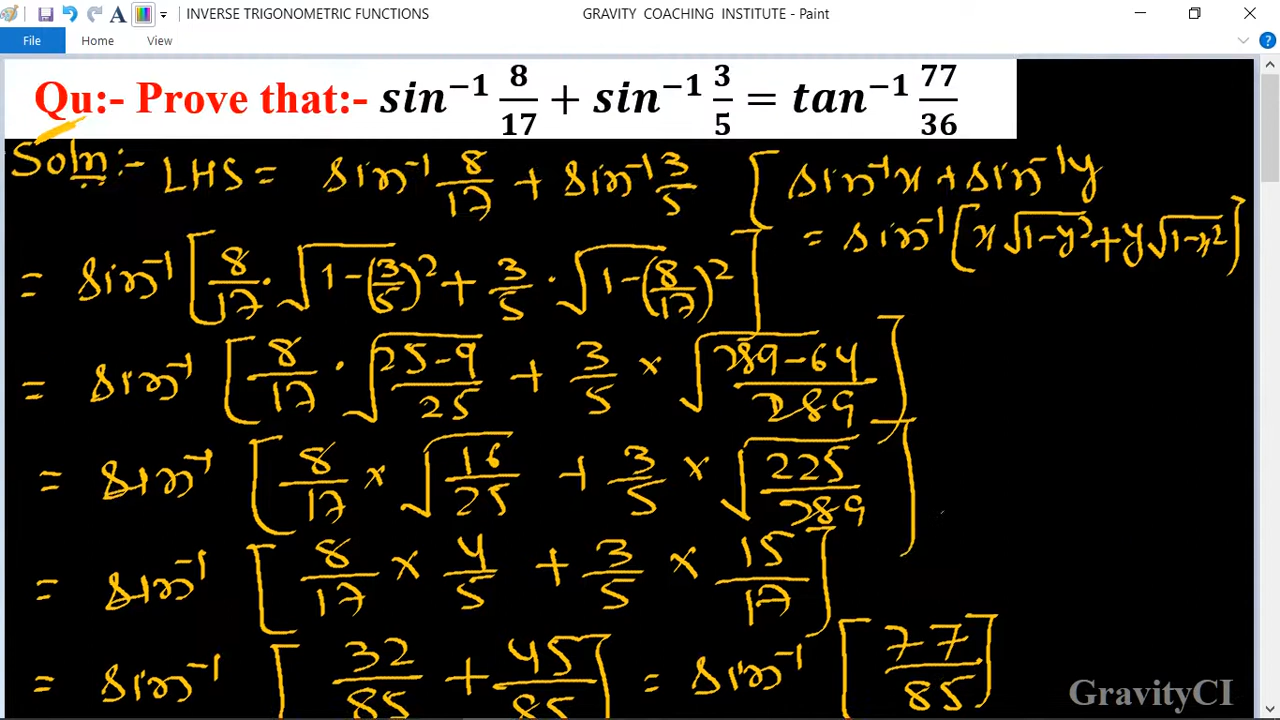 INVERSE TRIGONOMETRIC FUNCTIONS GRAVITY COACHING INSTITUTE - Paint
File Home View
Qu:- Prove that:- sin⁻¹ 8/17 + sin⁻¹ 3/5 = tan⁻¹ 77/36
Soln:- LHS = sin⁻¹ 8/17 + sin⁻¹ 3/5 [sin⁻¹x + sin⁻¹y
= sin⁻¹[x√(1-y²) + y√(1-x²)]
= sin⁻¹ [8/17 · √(1-(3/5)²) + 3/5 · √(1-(8/17)²)]
= sin⁻¹ [8/17 · √((25-9)/25) + 3/5 × √((289-64)/289)]
= sin⁻¹ [8/17 × √(16/25) + 3/5 × √(225/289)]
= sin⁻¹ [8/17 × 4/5 + 3/5 × 15/17]
= sin⁻¹ [32/85 + 45/85] = sin⁻¹ [77/85]
GravityCI